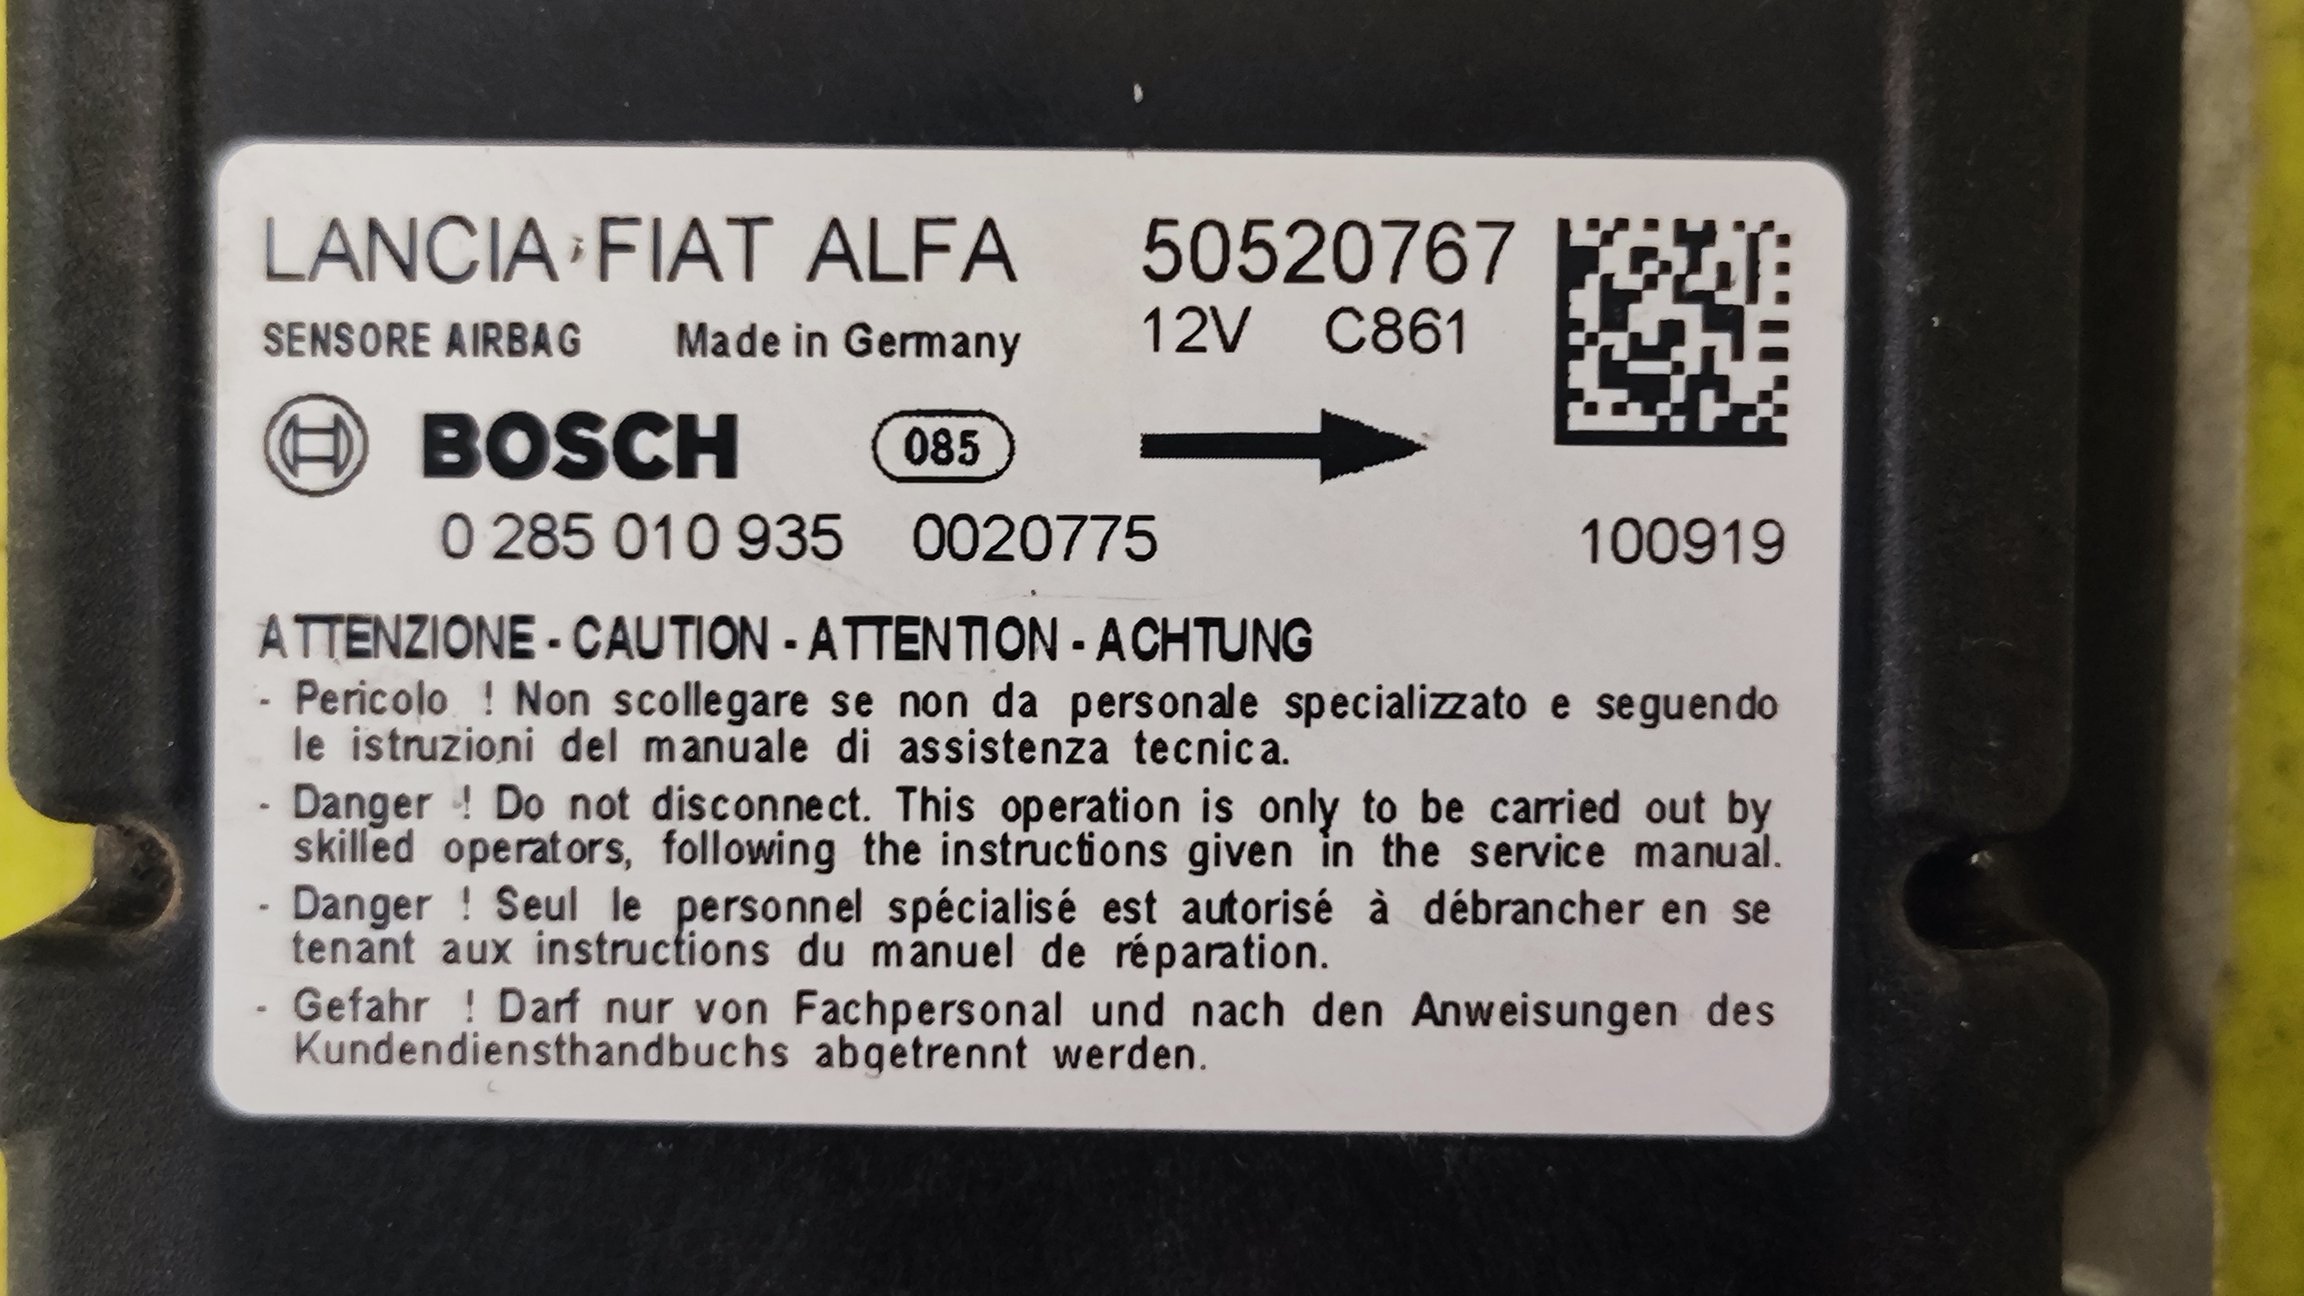 LANCIA FIAT ALFA 50520767
SENSORE AIRBAG Made in Germany 12V C861
BOSCH 085
0 285 010 935 0020775 100919
ATTENZIONE - CAUTION - ATTENTION - ACHTUNG
- Pericolo ! Non scollegare se non da personale specializzato e seguendo
le istruzioni del manuale di assistenza tecnica.
- Danger ! Do not disconnect. This operation is only to be carried out by
skilled operators, following the instructions given in the service manual.
- Danger ! Seul le personnel spécialisé est autorisé à débrancher en se
tenant aux instructions du manuel de réparation.
- Gefahr ! Darf nur von Fachpersonal und nach den Anweisungen des
Kundendiensthandbuchs abgetrennt werden.